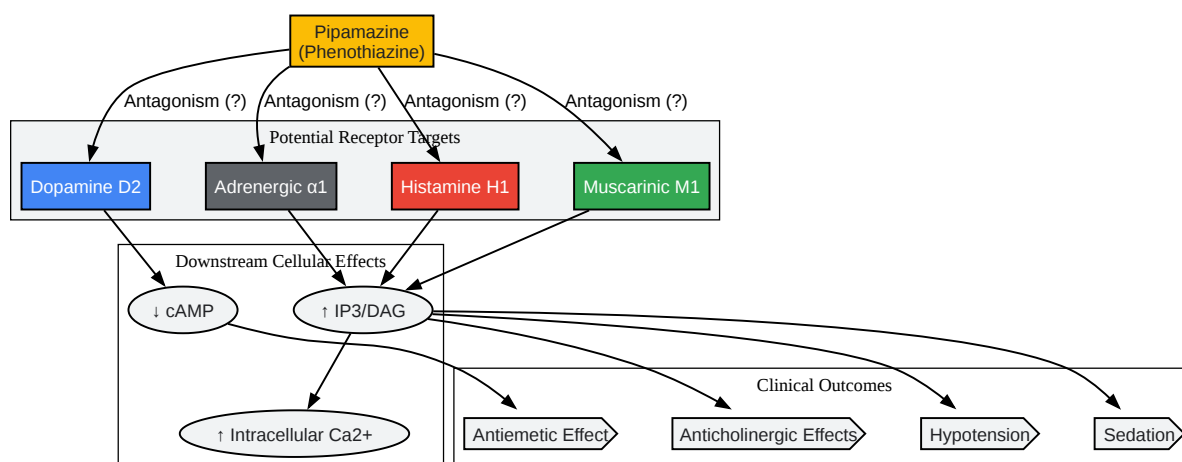 Pipamazine
(Phenothiazine)
Antagonism (?)
Antagonism (?)
Antagonism (?)
Antagonism (?)
Potential Receptor Targets
Dopamine D2
Adrenergic α1
Histamine H1
Muscarinic M1
Downstream Cellular Effects
↓ cAMP
↑ IP3/DAG
Clinical Outcomes
↑ Intracellular Ca2+
Antiemetic Effect
Anticholinergic Effects
Hypotension
Sedation